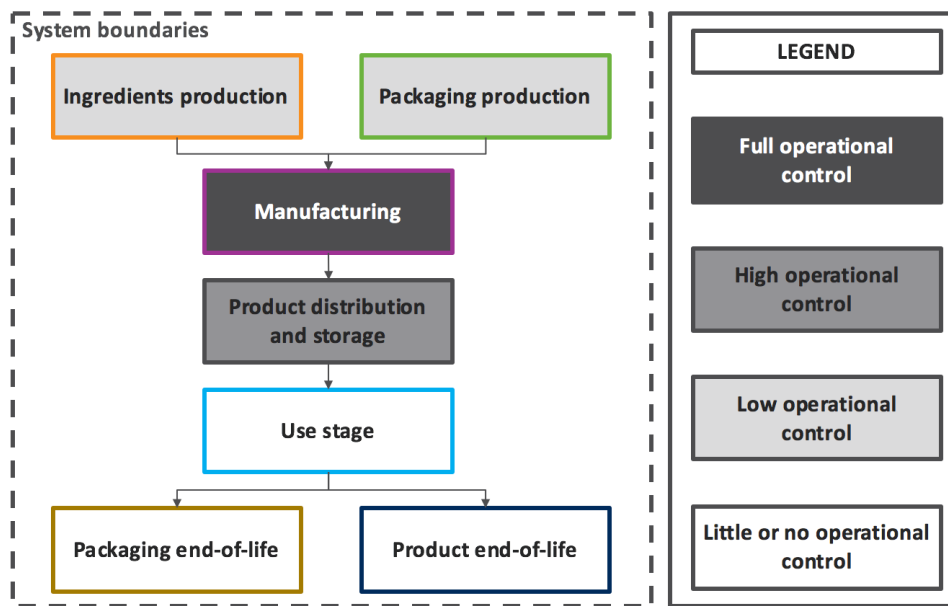 System boundaries
Ingredients production
Packaging production
Manufacturing
Product distribution
and storage
Use stage
Packaging end-of-life
Product end-of-life
LEGEND
Full operational
control
High operational
control
Low operational
control
Little or no operational
control